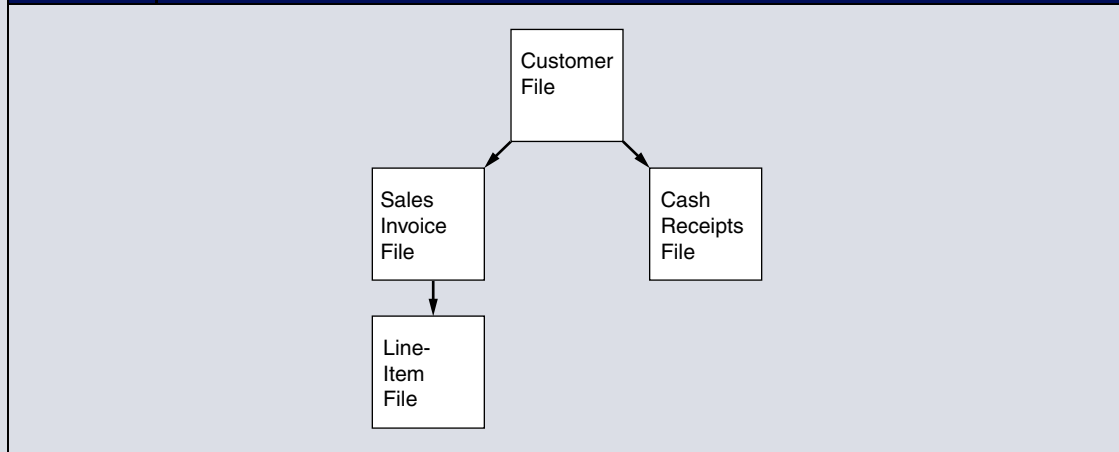 Customer
File
Sales
Invoice
File
Cash
Receipts
File
Line-
Item
File